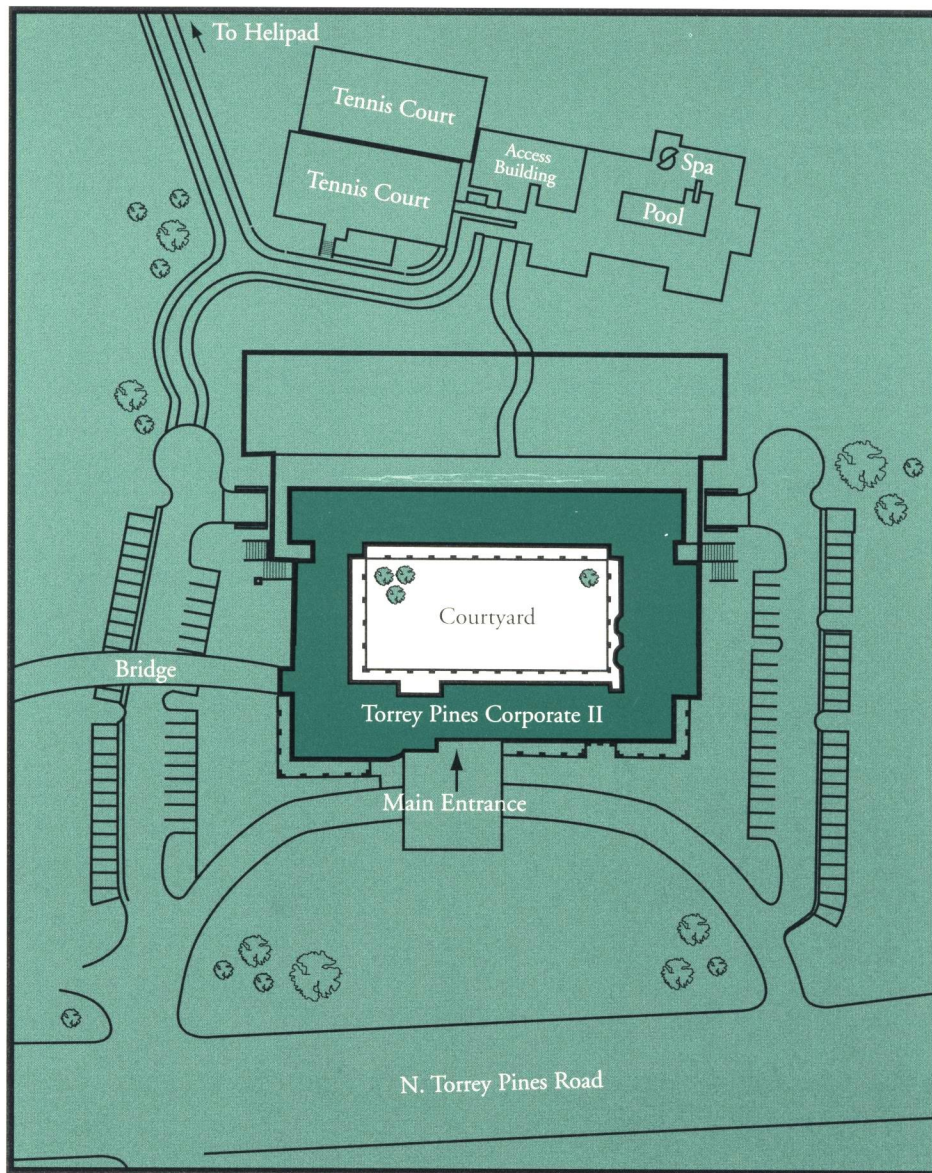 To Helipad
Tennis Court
Tennis Court
Access
Building
Spa
Pool
Courtyard
Bridge
Torrey Pines Corporate II
Main Entrance
N. Torrey Pines Road